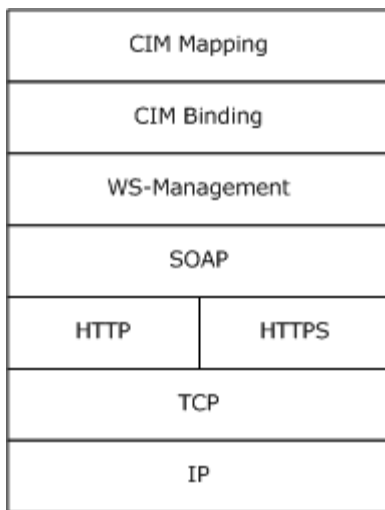 CIM Mapping
CIM Binding
WS-Management
SOAP
HTTP HTTPS
TCP
IP